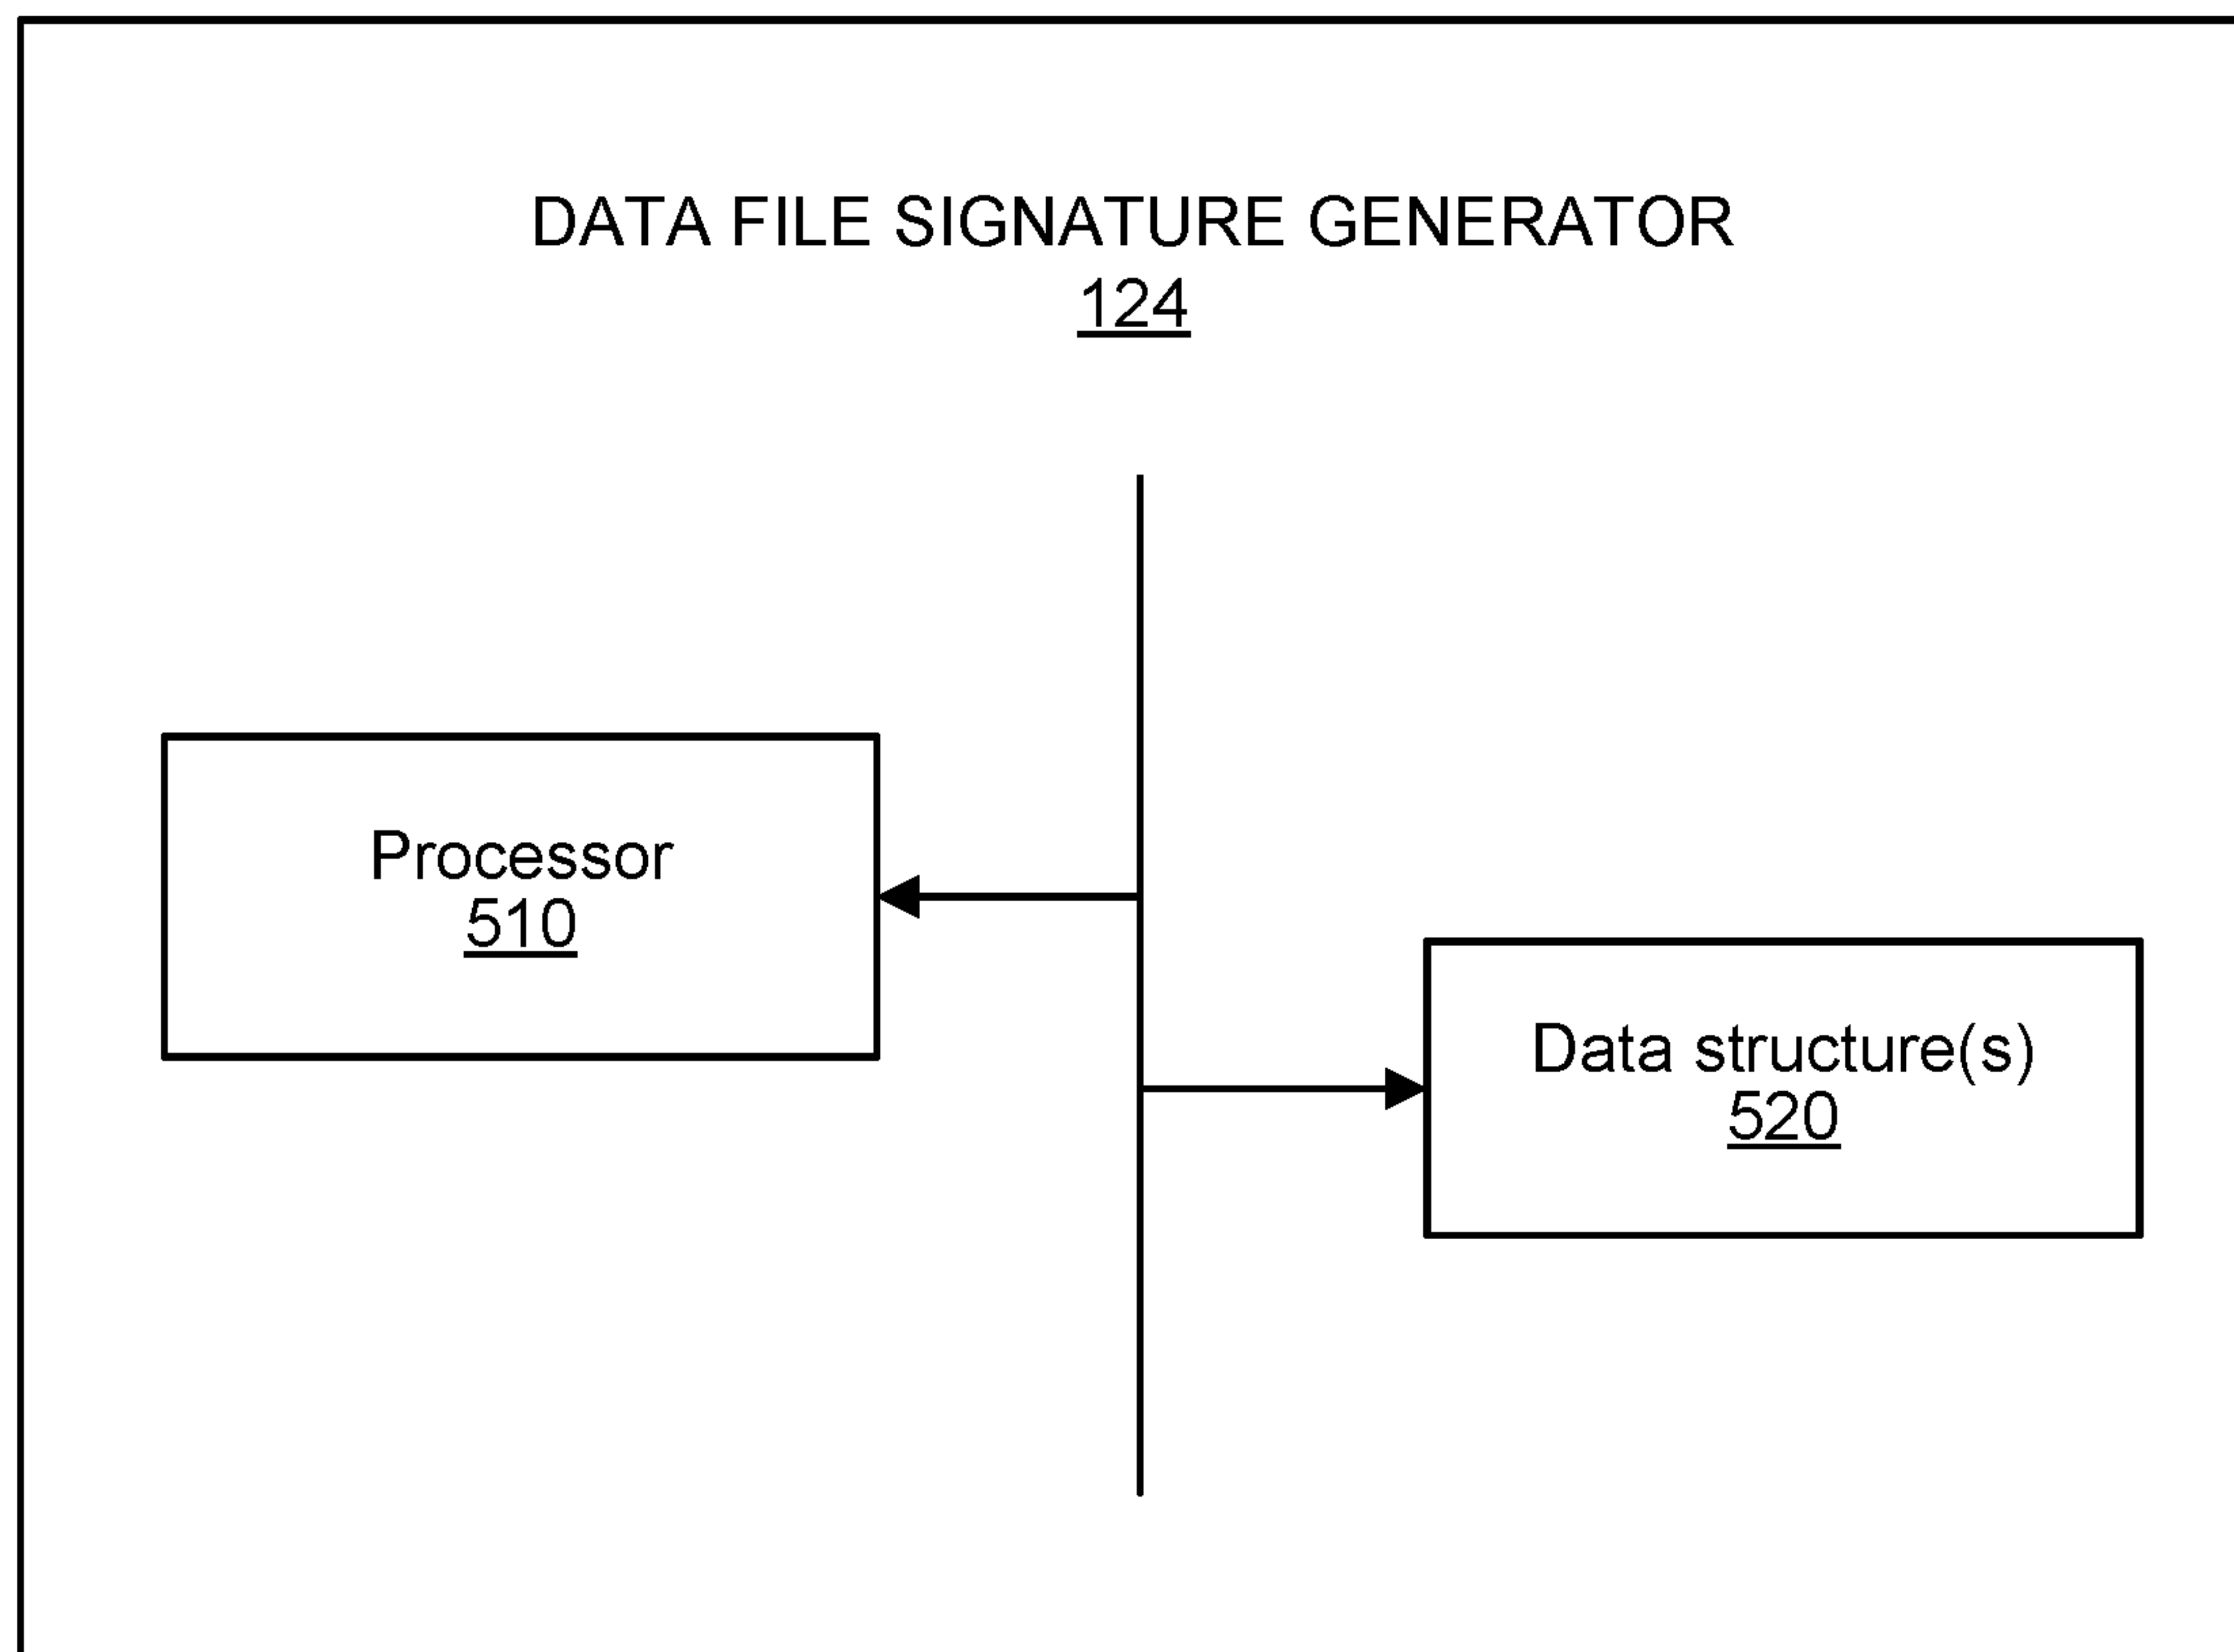 DATA FILE SIGNATURE GENERATOR
124
Processor
510
Data structure(s)
520